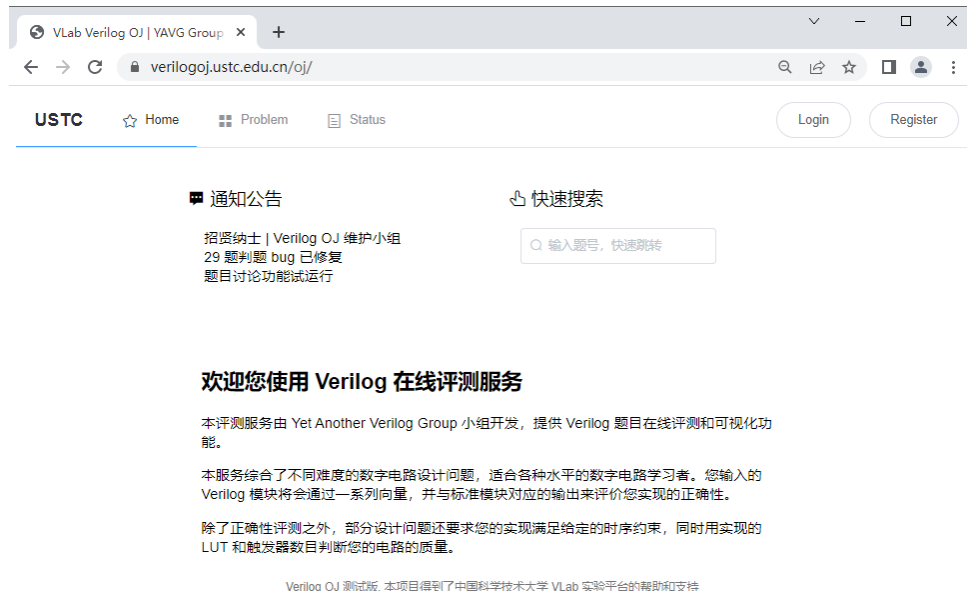 VLab Verilog OJ | YAVG Group
verilogoj.ustc.edu.cn/oj/
USTC
Home
Problem
Status
Login
Register
通知公告
招贤纳士 | Verilog OJ 维护小组
29 题判题 bug 已修复
题目讨论功能试运行
快速搜索
输入题号，快速跳转
欢迎您使用 Verilog 在线评测服务
本评测服务由 Yet Another Verilog Group 小组开发，提供 Verilog 题目在线评测和可视化功
能。
本服务综合了不同难度的数字电路设计问题，适合各种水平的数字电路学习者。您输入的
Verilog 模块将会通过一系列向量，并与标准模块对应的输出来评价您实现的正确性。
除了正确性评测之外，部分设计问题还要求您的实现满足给定的时序约束，同时用实现的
LUT 和触发器数目判断您的电路的质量。
Verilog OJ 测试版. 本项目得到了中国科学技术大学 VLab 实验平台的帮助和支持